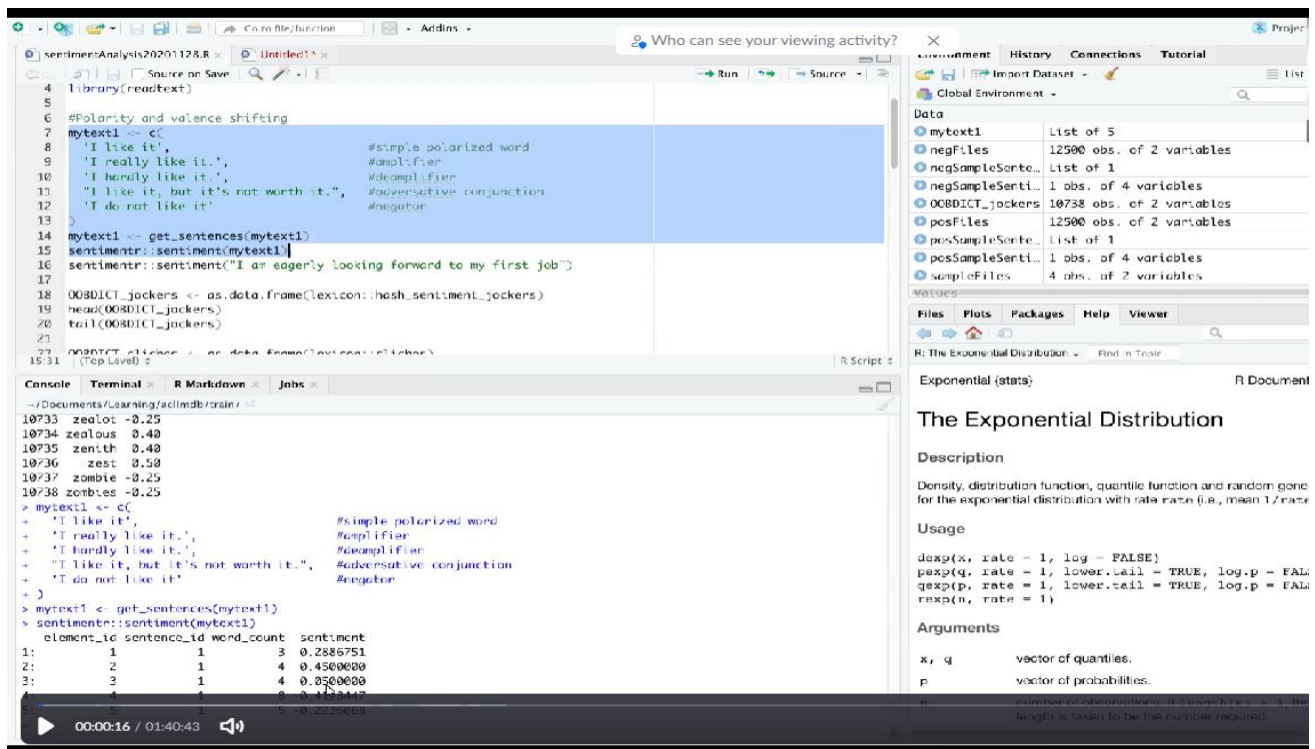 Go to file/function
Addins
Who can see your viewing activity?
Project
sentimentAnalysis20201128.R
Untitled1*
Source on Save
Run
Source
4 library(readtext)
5
6 #Polarity and valence shifting
7 mytext1 <- c(
8 'I like it', #simple polarized word
9 'I really like it.', #amplifier
10 'I hardly like it.', #deamplifier
11 "I like it, but it's not worth it.", #adversative conjunction
12 'I do not like it' #negator
13 )
14 mytext1 <- get_sentences(mytext1)
15 sentimentr::sentiment(mytext1)
16 sentimentr::sentiment("I am eagerly looking forward to my first job")
17
18 OOBDICT_jockers <- as.data.frame(lexicon::hash_sentiment_jockers)
19 head(OOBDICT_jockers)
20 tail(OOBDICT_jockers)
21
15:31 (Top Level) R Script
Console Terminal R Markdown Jobs
~/Documents/Learning/aclImdb/train/
10733 zealot -0.25
10734 zealous 0.40
10735 zenith 0.40
10736 zest 0.50
10737 zombie -0.25
10738 zombies -0.25
> mytext1 <- c(
+ 'I like it', #simple polarized word
+ 'I really like it.', #amplifier
+ 'I hardly like it.', #deamplifier
+ "I like it, but it's not worth it.", #adversative conjunction
+ 'I do not like it' #negator
+ )
> mytext1 <- get_sentences(mytext1)
> sentimentr::sentiment(mytext1)
element_id sentence_id word_count sentiment
1: 1 1 3 0.2886751
2: 2 1 4 0.4500000
3: 3 1 4 0.0500000
00:00:16 / 01:40:43
Environment History Connections Tutorial
Import Dataset List
Global Environment
Data
mytext1 List of 5
negFiles 12500 obs. of 2 variables
negSampleSente… List of 1
negSampleSenti… 1 obs. of 4 variables
OOBDICT_jockers 10738 obs. of 2 variables
posFiles 12500 obs. of 2 variables
posSampleSente… List of 1
posSampleSenti… 1 obs. of 4 variables
sampleFiles 4 obs. of 2 variables
Values
Files Plots Packages Help Viewer
R: The Exponential Distribution Find in Topic
Exponential {stats} R Document
The Exponential Distribution
Description
Density, distribution function, quantile function and random gene
for the exponential distribution with rate rate (i.e., mean 1/rate
Usage
dexp(x, rate = 1, log = FALSE)
pexp(q, rate = 1, lower.tail = TRUE, log.p = FAL
qexp(p, rate = 1, lower.tail = TRUE, log.p = FAL
rexp(n, rate = 1)
Arguments
x, q vector of quantiles.
p vector of probabilities.